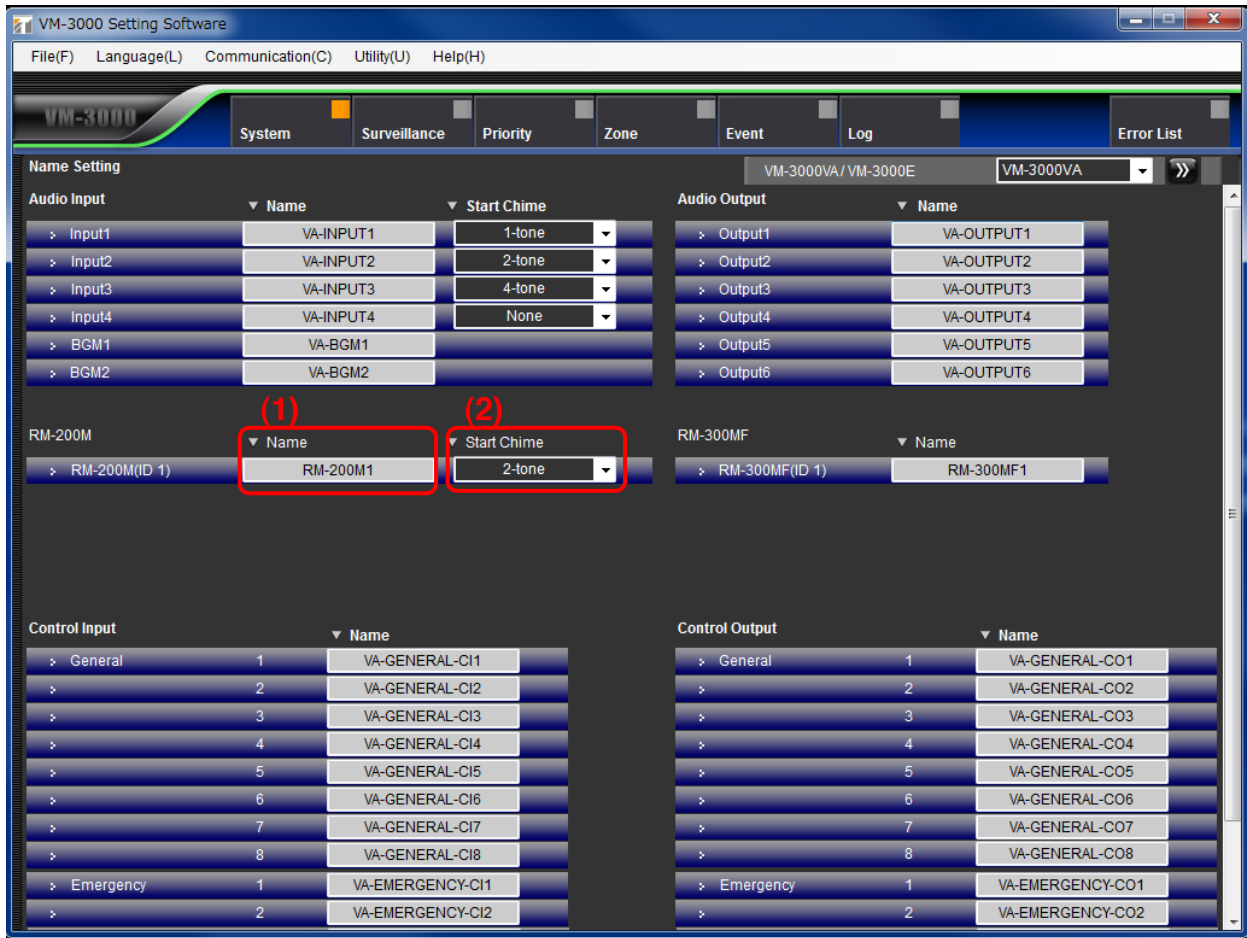 VM-3000 Setting Software
File(F) Language(L) Communication(C) Utility(U) Help(H)
VM-3000 System Surveillance Priority Zone Event Log Error List
Name Setting VM-3000VA / VM-3000E VM-3000VA
Audio Input Name Start Chime Audio Output Name
Input1 VA-INPUT1 1-tone Output1 VA-OUTPUT1
Input2 VA-INPUT2 2-tone Output2 VA-OUTPUT2
Input3 VA-INPUT3 4-tone Output3 VA-OUTPUT3
Input4 VA-INPUT4 None Output4 VA-OUTPUT4
BGM1 VA-BGM1 Output5 VA-OUTPUT5
BGM2 VA-BGM2 Output6 VA-OUTPUT6
(1) (2)
RM-200M Name Start Chime RM-300MF Name
RM-200M(ID 1) RM-200M1 2-tone RM-300MF(ID 1) RM-300MF1
Control Input Name Control Output Name
General 1 VA-GENERAL-CI1 General 1 VA-GENERAL-CO1
2 VA-GENERAL-CI2 2 VA-GENERAL-CO2
3 VA-GENERAL-CI3 3 VA-GENERAL-CO3
4 VA-GENERAL-CI4 4 VA-GENERAL-CO4
5 VA-GENERAL-CI5 5 VA-GENERAL-CO5
6 VA-GENERAL-CI6 6 VA-GENERAL-CO6
7 VA-GENERAL-CI7 7 VA-GENERAL-CO7
8 VA-GENERAL-CI8 8 VA-GENERAL-CO8
Emergency 1 VA-EMERGENCY-CI1 Emergency 1 VA-EMERGENCY-CO1
2 VA-EMERGENCY-CI2 2 VA-EMERGENCY-CO2